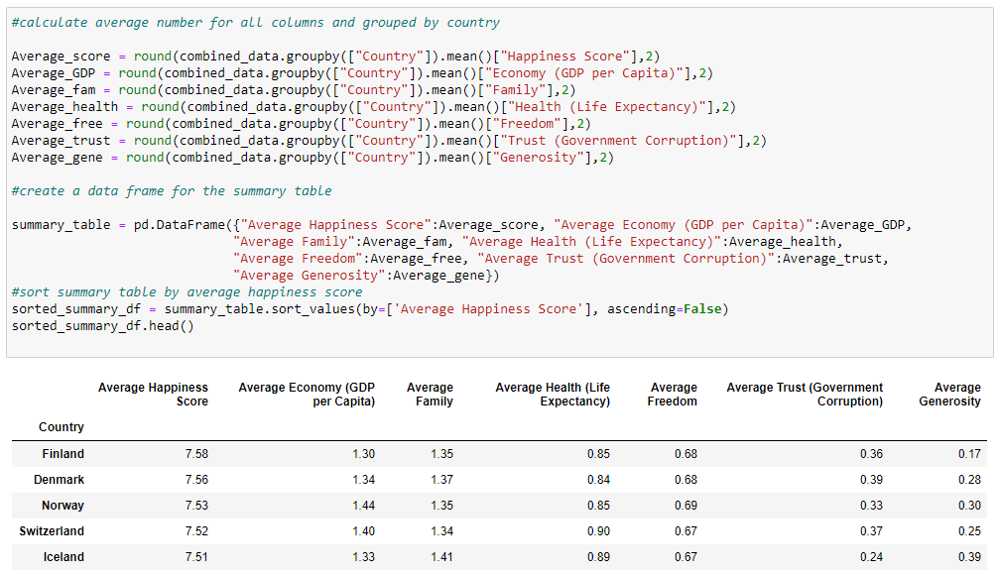 #calculate average number for all columns and grouped by country
Average_score = round(combined_data.groupby(["Country"]).mean()["Happiness Score"],2)
Average_GDP = round(combined_data.groupby(["Country"]).mean()["Economy (GDP per Capita)"],2)
Average_fam = round(combined_data.groupby(["Country"]).mean()["Family"],2)
Average_health = round(combined_data.groupby(["Country"]).mean()["Health (Life Expectancy)"],2)
Average_free = round(combined_data.groupby(["Country"]).mean()["Freedom"],2)
Average_trust = round(combined_data.groupby(["Country"]).mean()["Trust (Government Corruption)"],2)
Average_gene = round(combined_data.groupby(["Country"]).mean()["Generosity"],2)
#create a data frame for the summary table
summary_table = pd.DataFrame({"Average Happiness Score":Average_score, "Average Economy (GDP per Capita)":Average_GDP,
"Average Family":Average_fam, "Average Health (Life Expectancy)":Average_health,
"Average Freedom":Average_free, "Average Trust (Government Corruption)":Average_trust,
"Average Generosity":Average_gene})
#sort summary table by average happiness score
sorted_summary_df = summary_table.sort_values(by=['Average Happiness Score'], ascending=False)
sorted_summary_df.head()
Average Happiness Average Economy (GDP Average Average Health (Life Average Average Trust (Government Average
Score per Capita) Family Expectancy) Freedom Corruption) Generosity
Country
Finland 7.58 1.30 1.35 0.85 0.68 0.36 0.17
Denmark 7.56 1.34 1.37 0.84 0.68 0.39 0.28
Norway 7.53 1.44 1.35 0.85 0.69 0.33 0.30
Switzerland 7.52 1.40 1.34 0.90 0.67 0.37 0.25
Iceland 7.51 1.33 1.41 0.89 0.67 0.24 0.39